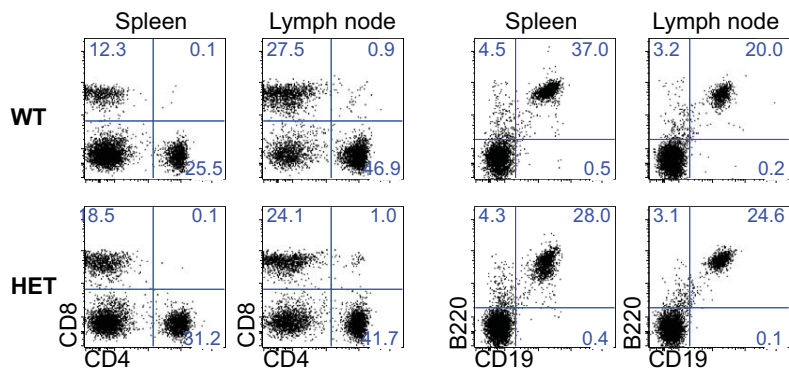 Spleen Lymph node Spleen Lymph node
12.3 0.1 27.5 0.9 4.5 37.0 3.2 20.0
WT
25.5 46.9 0.5 0.2
18.5 0.1 24.1 1.0 4.3 28.0 3.1 24.6
HET
CD8 CD8 B220 B220
31.2 41.7 0.4 0.1
CD4 CD4 CD19 CD19